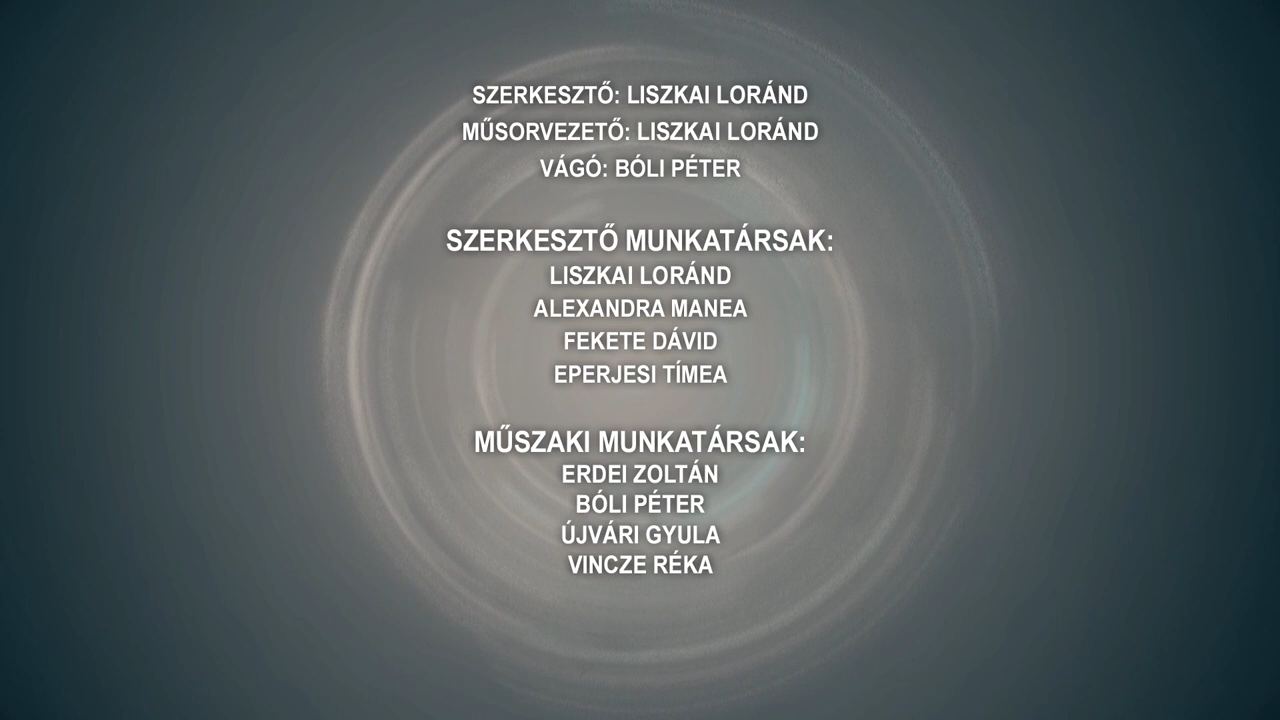 SZERKESZTŐ: LISZKAI LORÁND
MŰSORVEZETŐ: LISZKAI LORÁND
VÁGÓ: BÓLI PÉTER
SZERKESZTŐ MUNKATÁRSAK:
LISZKAI LORÁND
ALEXANDRA MANEA
FEKETE DÁVID
EPERJESI TÍMEA
MŰSZAKI MUNKATÁRSAK:
ERDEI ZOLTÁN
BÓLI PÉTER
ÚJVÁRI GYULA
VINCZE RÉKA